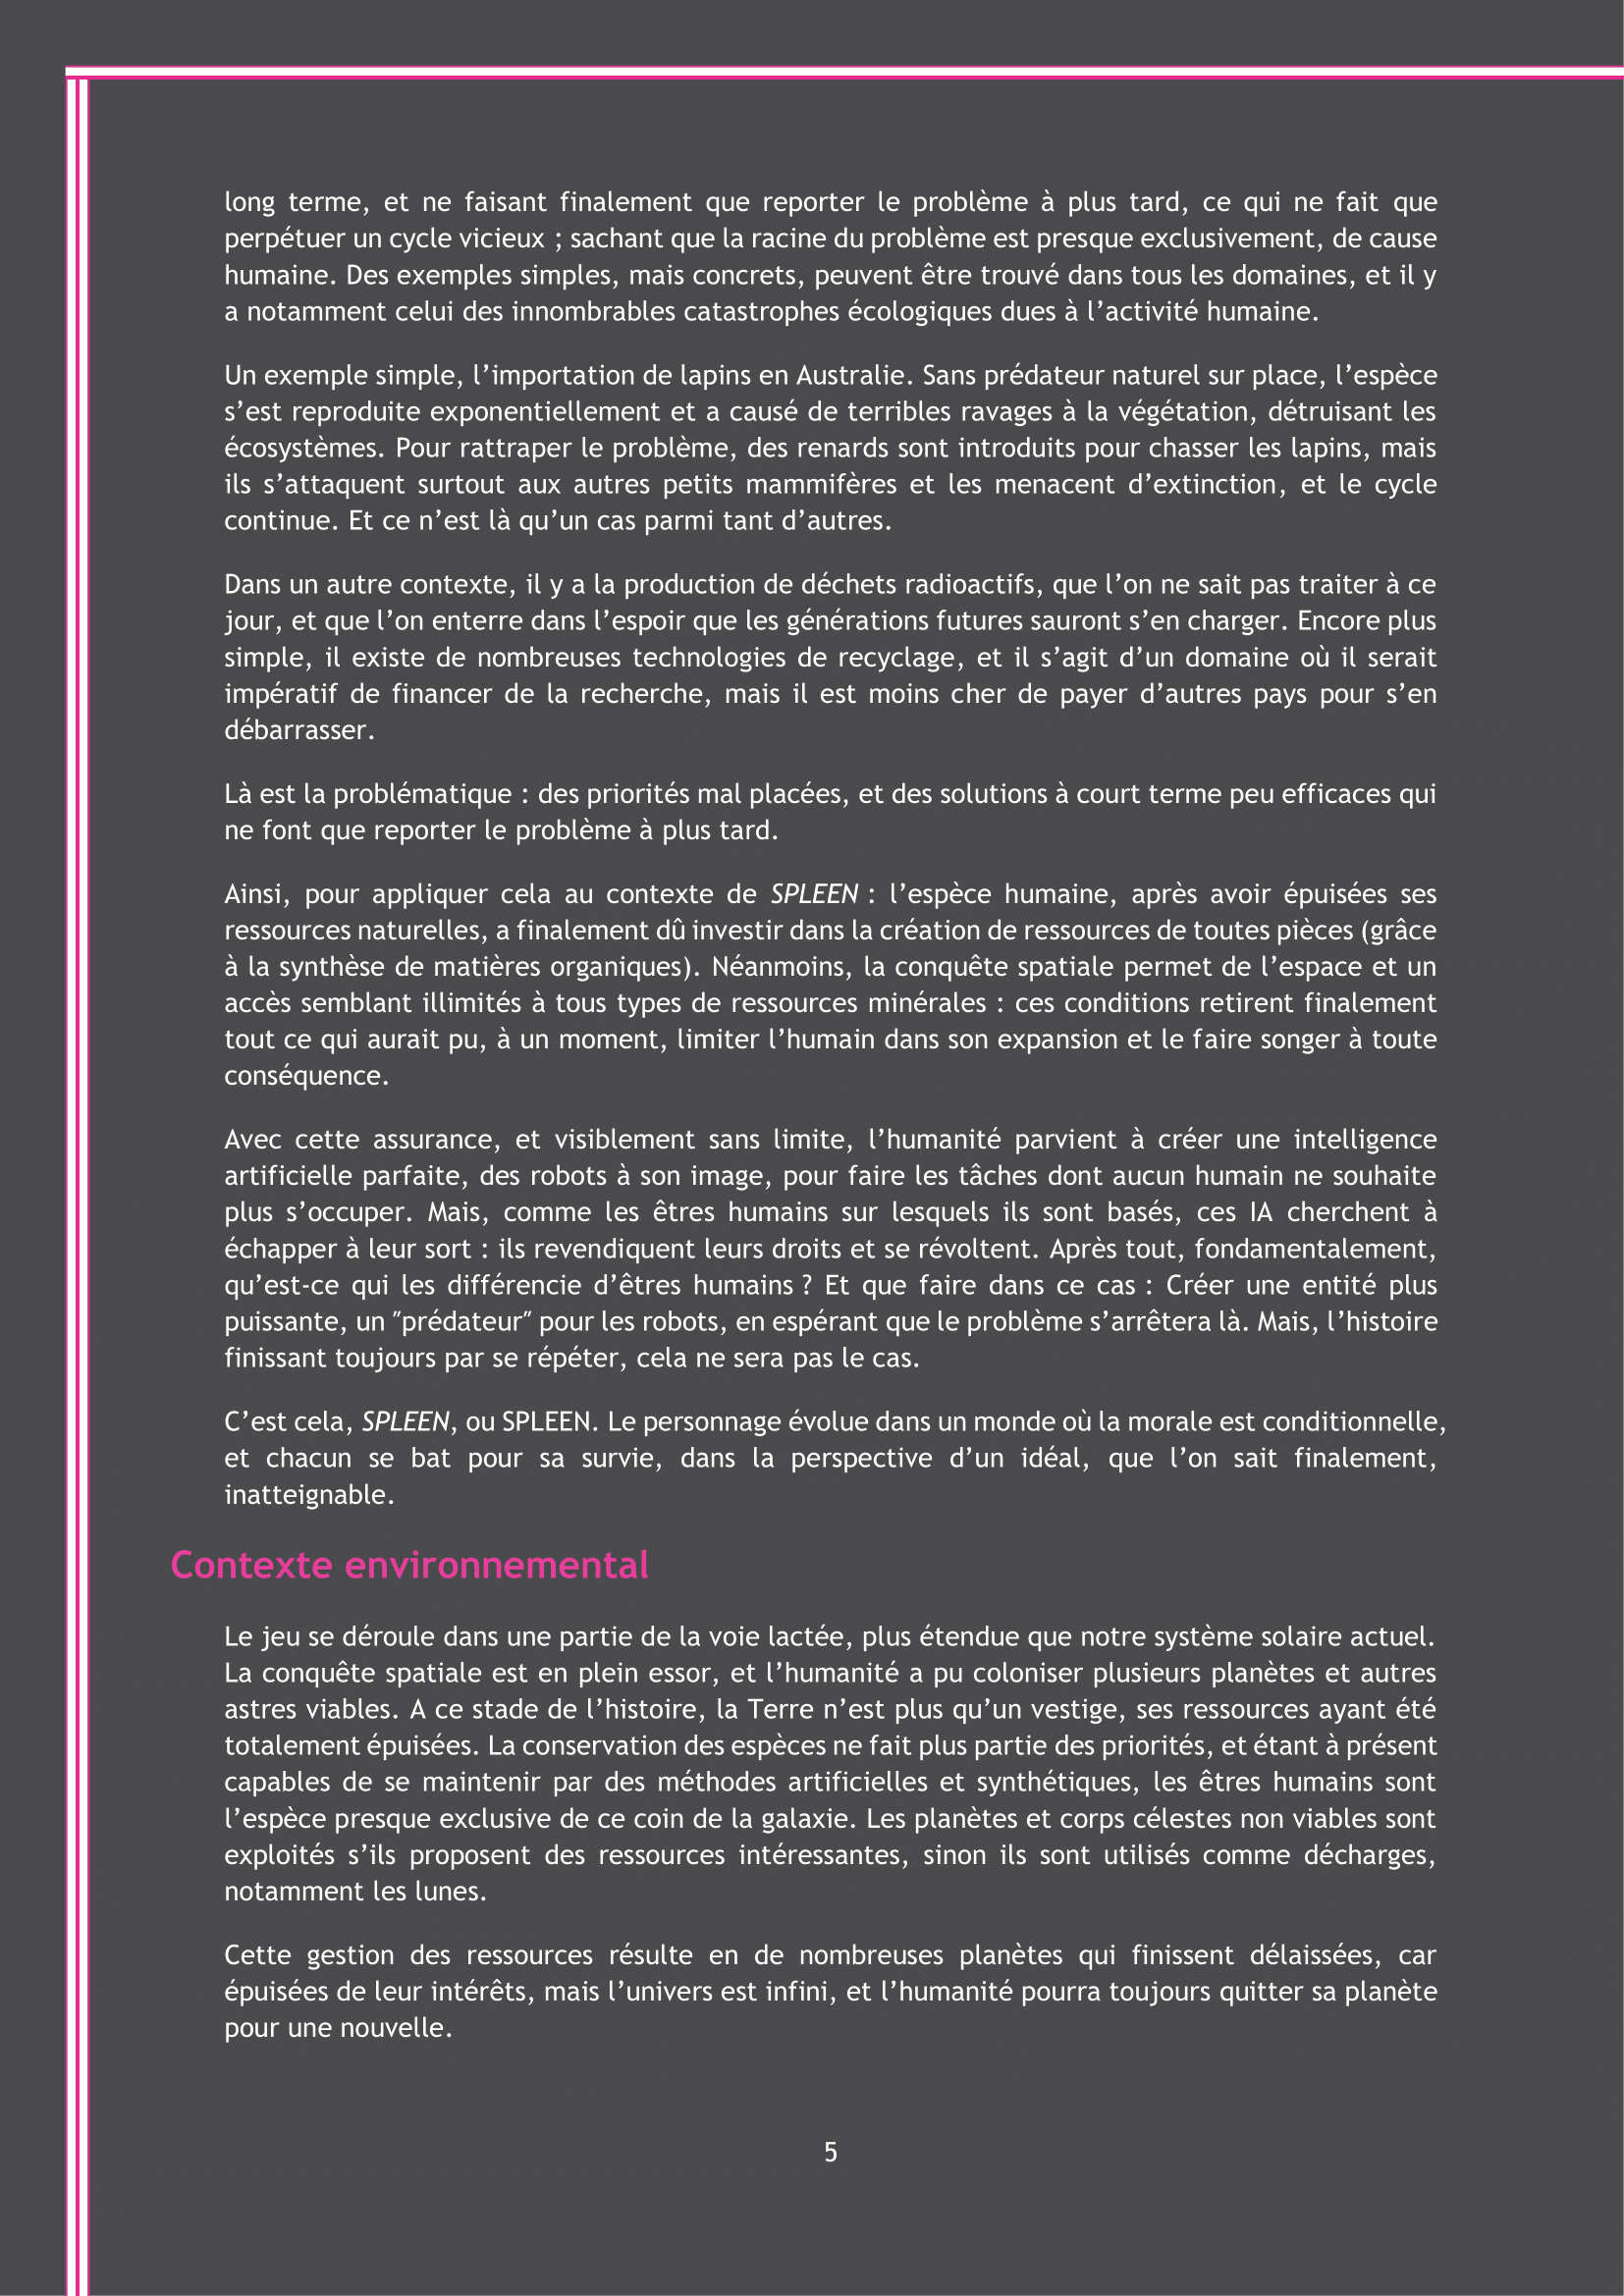 long terme, et ne faisant finalement que reporter le problème à plus tard, ce qui ne fait que
perpétuer un cycle vicieux ; sachant que la racine du problème est presque exclusivement, de cause
humaine. Des exemples simples, mais concrets, peuvent être trouvé dans tous les domaines, et il y
a notamment celui des innombrables catastrophes écologiques dues à l’activité humaine.
Un exemple simple, l’importation de lapins en Australie. Sans prédateur naturel sur place, l’espèce
s’est reproduite exponentiellement et a causé de terribles ravages à la végétation, détruisant les
écosystèmes. Pour rattraper le problème, des renards sont introduits pour chasser les lapins, mais
ils s’attaquent surtout aux autres petits mammifères et les menacent d’extinction, et le cycle
continue. Et ce n’est là qu’un cas parmi tant d’autres.
Dans un autre contexte, il y a la production de déchets radioactifs, que l’on ne sait pas traiter à ce
jour, et que l’on enterre dans l’espoir que les générations futures sauront s’en charger. Encore plus
simple, il existe de nombreuses technologies de recyclage, et il s’agit d’un domaine où il serait
impératif de financer de la recherche, mais il est moins cher de payer d’autres pays pour s’en
débarrasser.
Là est la problématique : des priorités mal placées, et des solutions à court terme peu efficaces qui
ne font que reporter le problème à plus tard.
Ainsi, pour appliquer cela au contexte de SPLEEN : l’espèce humaine, après avoir épuisées ses
ressources naturelles, a finalement dû investir dans la création de ressources de toutes pièces (grâce
à la synthèse de matières organiques). Néanmoins, la conquête spatiale permet de l’espace et un
accès semblant illimités à tous types de ressources minérales : ces conditions retirent finalement
tout ce qui aurait pu, à un moment, limiter l’humain dans son expansion et le faire songer à toute
conséquence.
Avec cette assurance, et visiblement sans limite, l’humanité parvient à créer une intelligence
artificielle parfaite, des robots à son image, pour faire les tâches dont aucun humain ne souhaite
plus s’occuper. Mais, comme les êtres humains sur lesquels ils sont basés, ces IA cherchent à
échapper à leur sort : ils revendiquent leurs droits et se révoltent. Après tout, fondamentalement,
qu’est-ce qui les différencie d’êtres humains ? Et que faire dans ce cas : Créer une entité plus
puissante, un ″prédateur″ pour les robots, en espérant que le problème s’arrêtera là. Mais, l’histoire
finissant toujours par se répéter, cela ne sera pas le cas.
C’est cela, SPLEEN, ou SPLEEN. Le personnage évolue dans un monde où la morale est conditionnelle,
et chacun se bat pour sa survie, dans la perspective d’un idéal, que l’on sait finalement,
inatteignable.
Contexte environnemental
Le jeu se déroule dans une partie de la voie lactée, plus étendue que notre système solaire actuel.
La conquête spatiale est en plein essor, et l’humanité a pu coloniser plusieurs planètes et autres
astres viables. A ce stade de l’histoire, la Terre n’est plus qu’un vestige, ses ressources ayant été
totalement épuisées. La conservation des espèces ne fait plus partie des priorités, et étant à présent
capables de se maintenir par des méthodes artificielles et synthétiques, les êtres humains sont
l’espèce presque exclusive de ce coin de la galaxie. Les planètes et corps célestes non viables sont
exploités s’ils proposent des ressources intéressantes, sinon ils sont utilisés comme décharges,
notamment les lunes.
Cette gestion des ressources résulte en de nombreuses planètes qui finissent délaissées, car
épuisées de leur intérêts, mais l’univers est infini, et l’humanité pourra toujours quitter sa planète
pour une nouvelle.
5